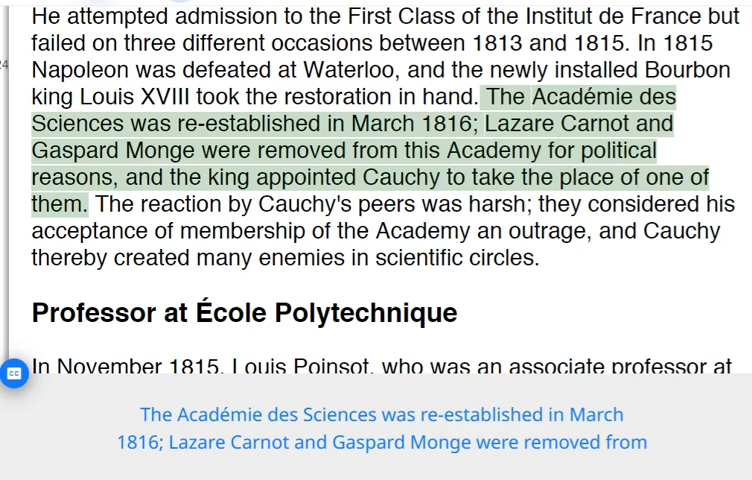 He attempted admission to the First Class of the Institut de France but
failed on three different occasions between 1813 and 1815. In 1815
Napoleon was defeated at Waterloo, and the newly installed Bourbon
king Louis XVIII took the restoration in hand. The Académie des
Sciences was re-established in March 1816; Lazare Carnot and
Gaspard Monge were removed from this Academy for political
reasons, and the king appointed Cauchy to take the place of one of
them. The reaction by Cauchy's peers was harsh; they considered his
acceptance of membership of the Academy an outrage, and Cauchy
thereby created many enemies in scientific circles.
Professor at École Polytechnique
In November 1815, Louis Poinsot, who was an associate professor at
CC
The Académie des Sciences was re-established in March
1816; Lazare Carnot and Gaspard Monge were removed from